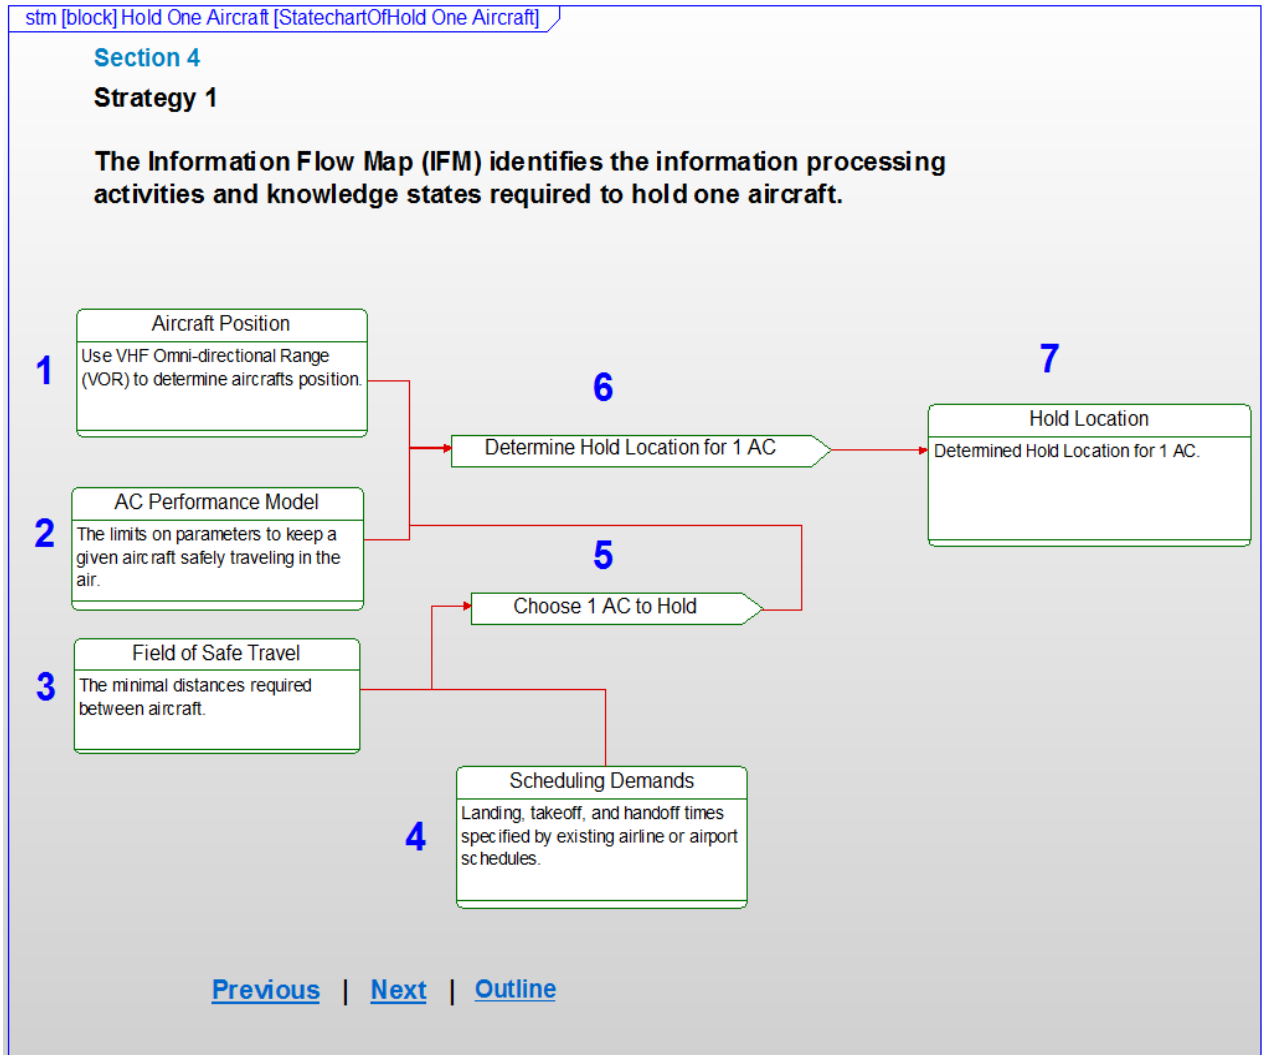 stm [block] Hold One Aircraft [StatechartOfHold One Aircraft]
Section 4
Strategy 1
The Information Flow Map (IFM) identifies the information processing
activities and knowledge states required to hold one aircraft.
1
Aircraft Position
Use VHF Omni-directional Range
(VOR) to determine aircrafts position.
2
AC Performance Model
The limits on parameters to keep a
given aircraft safely traveling in the
air.
3
Field of Safe Travel
The minimal distances required
between aircraft.
4
Scheduling Demands
Landing, takeoff, and handoff times
specified by existing airline or airport
schedules.
5
Choose 1 AC to Hold
6
Determine Hold Location for 1 AC
7
Hold Location
Determined Hold Location for 1 AC.
Previous | Next | Outline